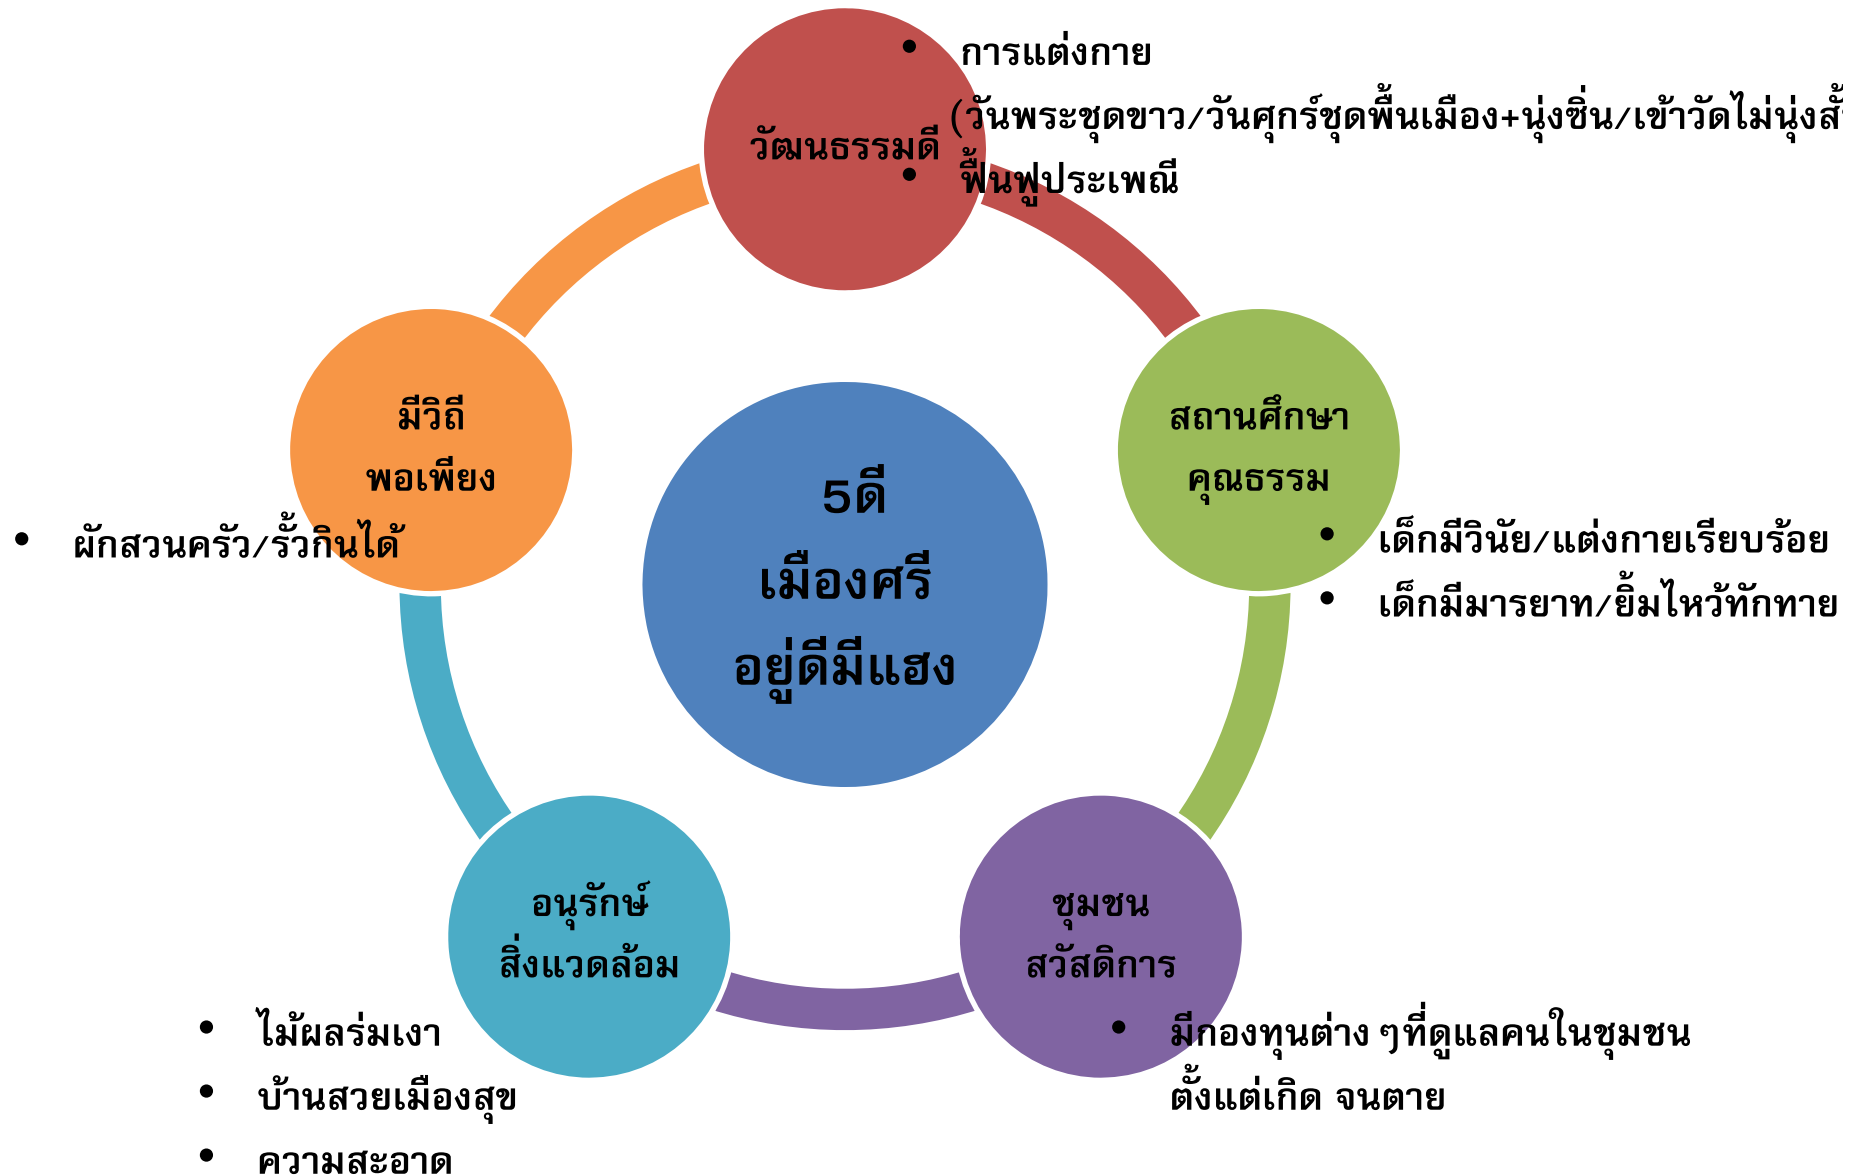 • การแต่งกาย
(วันพระชุดขาว/วันศุกร์ชุดพื้นเมือง+นุ่งซิ่น/เข้าวัดไม่นุ่งสั้
• ฟื้นฟูประเพณี
วัฒนธรรมดี
สถานศึกษา
คุณธรรม
• เด็กมีวินัย/แต่งกายเรียบร้อย
• เด็กมีมารยาท/ยิ้มไหว้ทักทาย
ชุมชน
สวัสดิการ
• มีกองทุนต่าง ๆที่ดูแลคนในชุมชน
ตั้งแต่เกิด จนตาย
อนุรักษ์
สิ่งแวดล้อม
• ไม้ผลร่มเงา
• บ้านสวยเมืองสุข
• ความสะอาด
มีวิถี
พอเพียง
• ผักสวนครัว/รั้วกินได้
5ดี
เมืองศรี
อยู่ดีมีแฮง